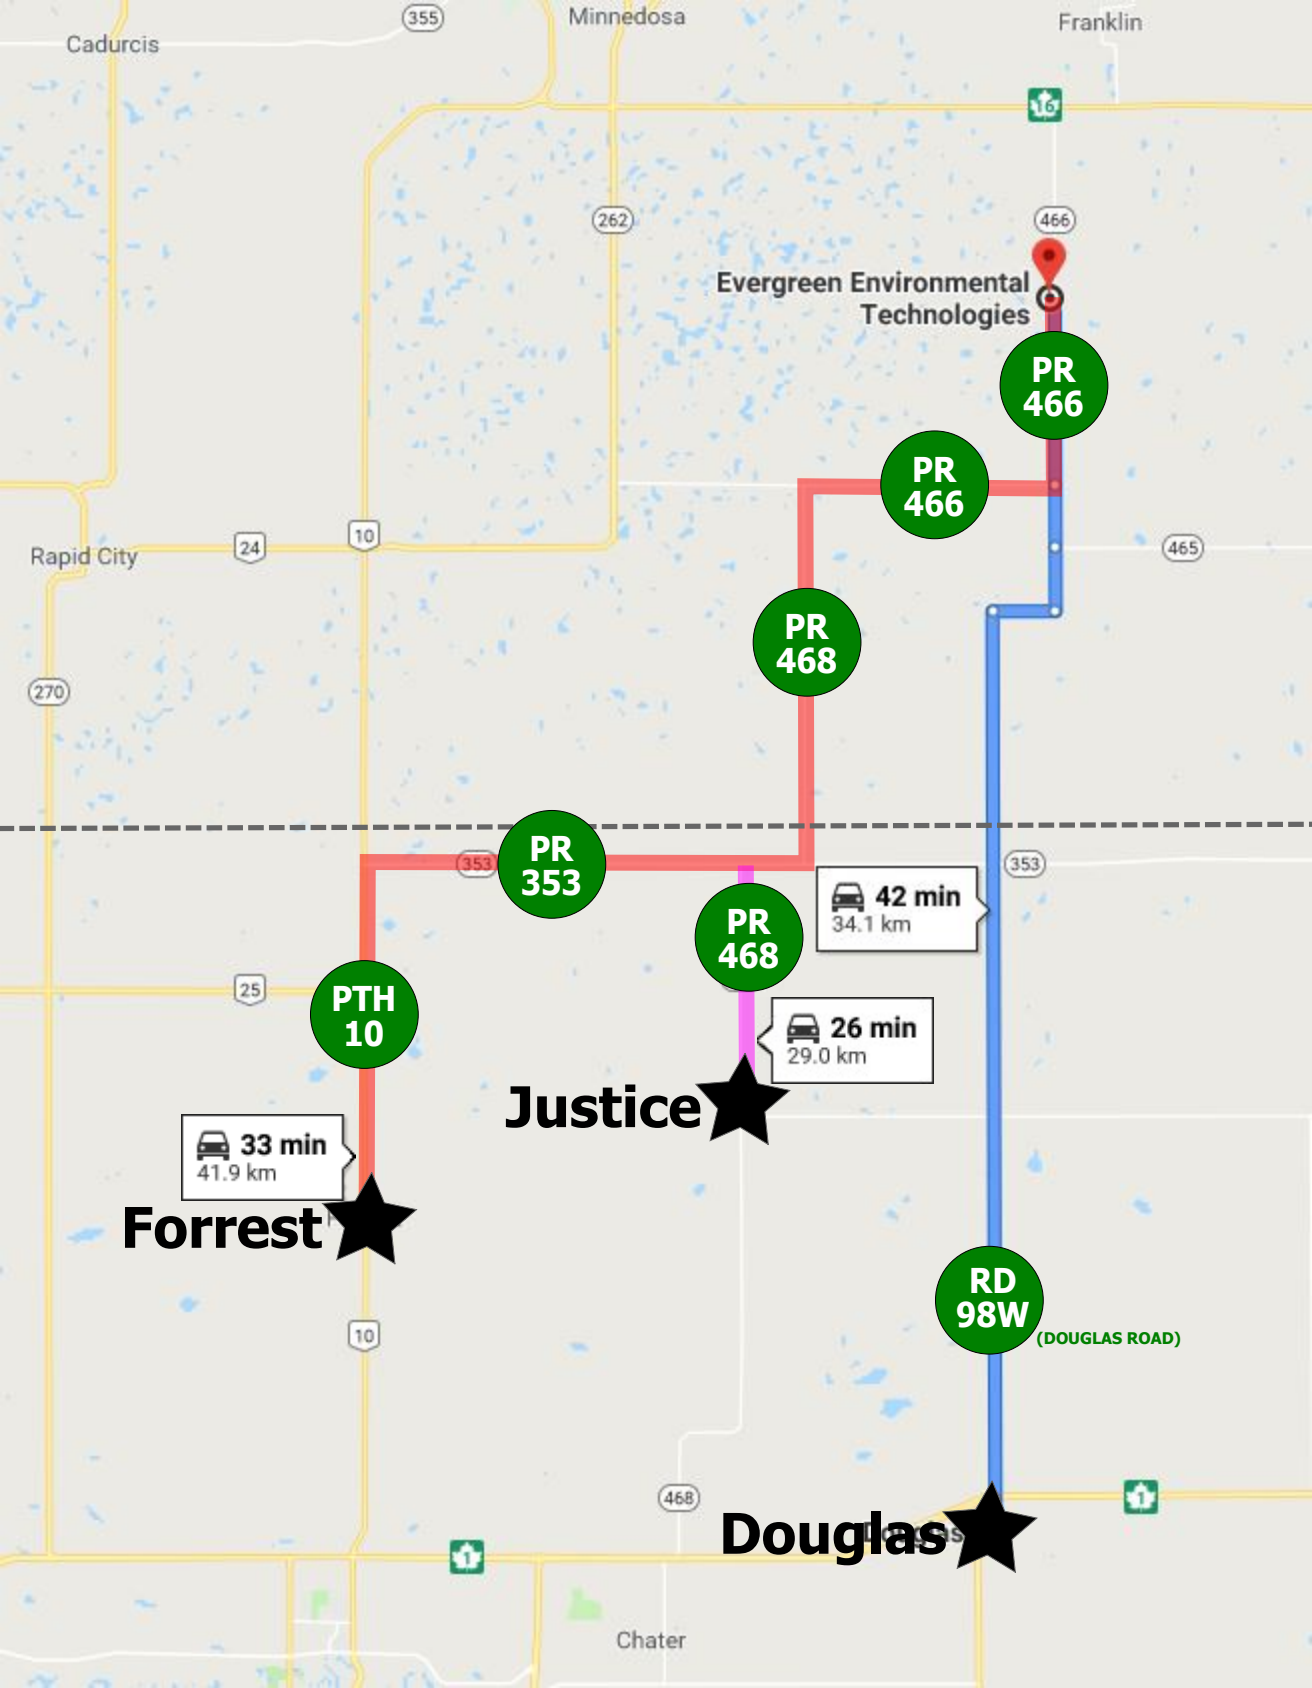 355
Minnedosa
Franklin
Cadurcis
16
262
466
Evergreen Environmental
Technologies
PR
466
PR
466
10
24
465
Rapid City
PR
468
270
PR
353
353
353
42 min
34.1 km
PR
468
25
PTH
10
26 min
29.0 km
Justice
33 min
41.9 km
Forrest
RD
98W
(DOUGLAS ROAD)
10
468
1
Douglas
Douglas
1
Chater